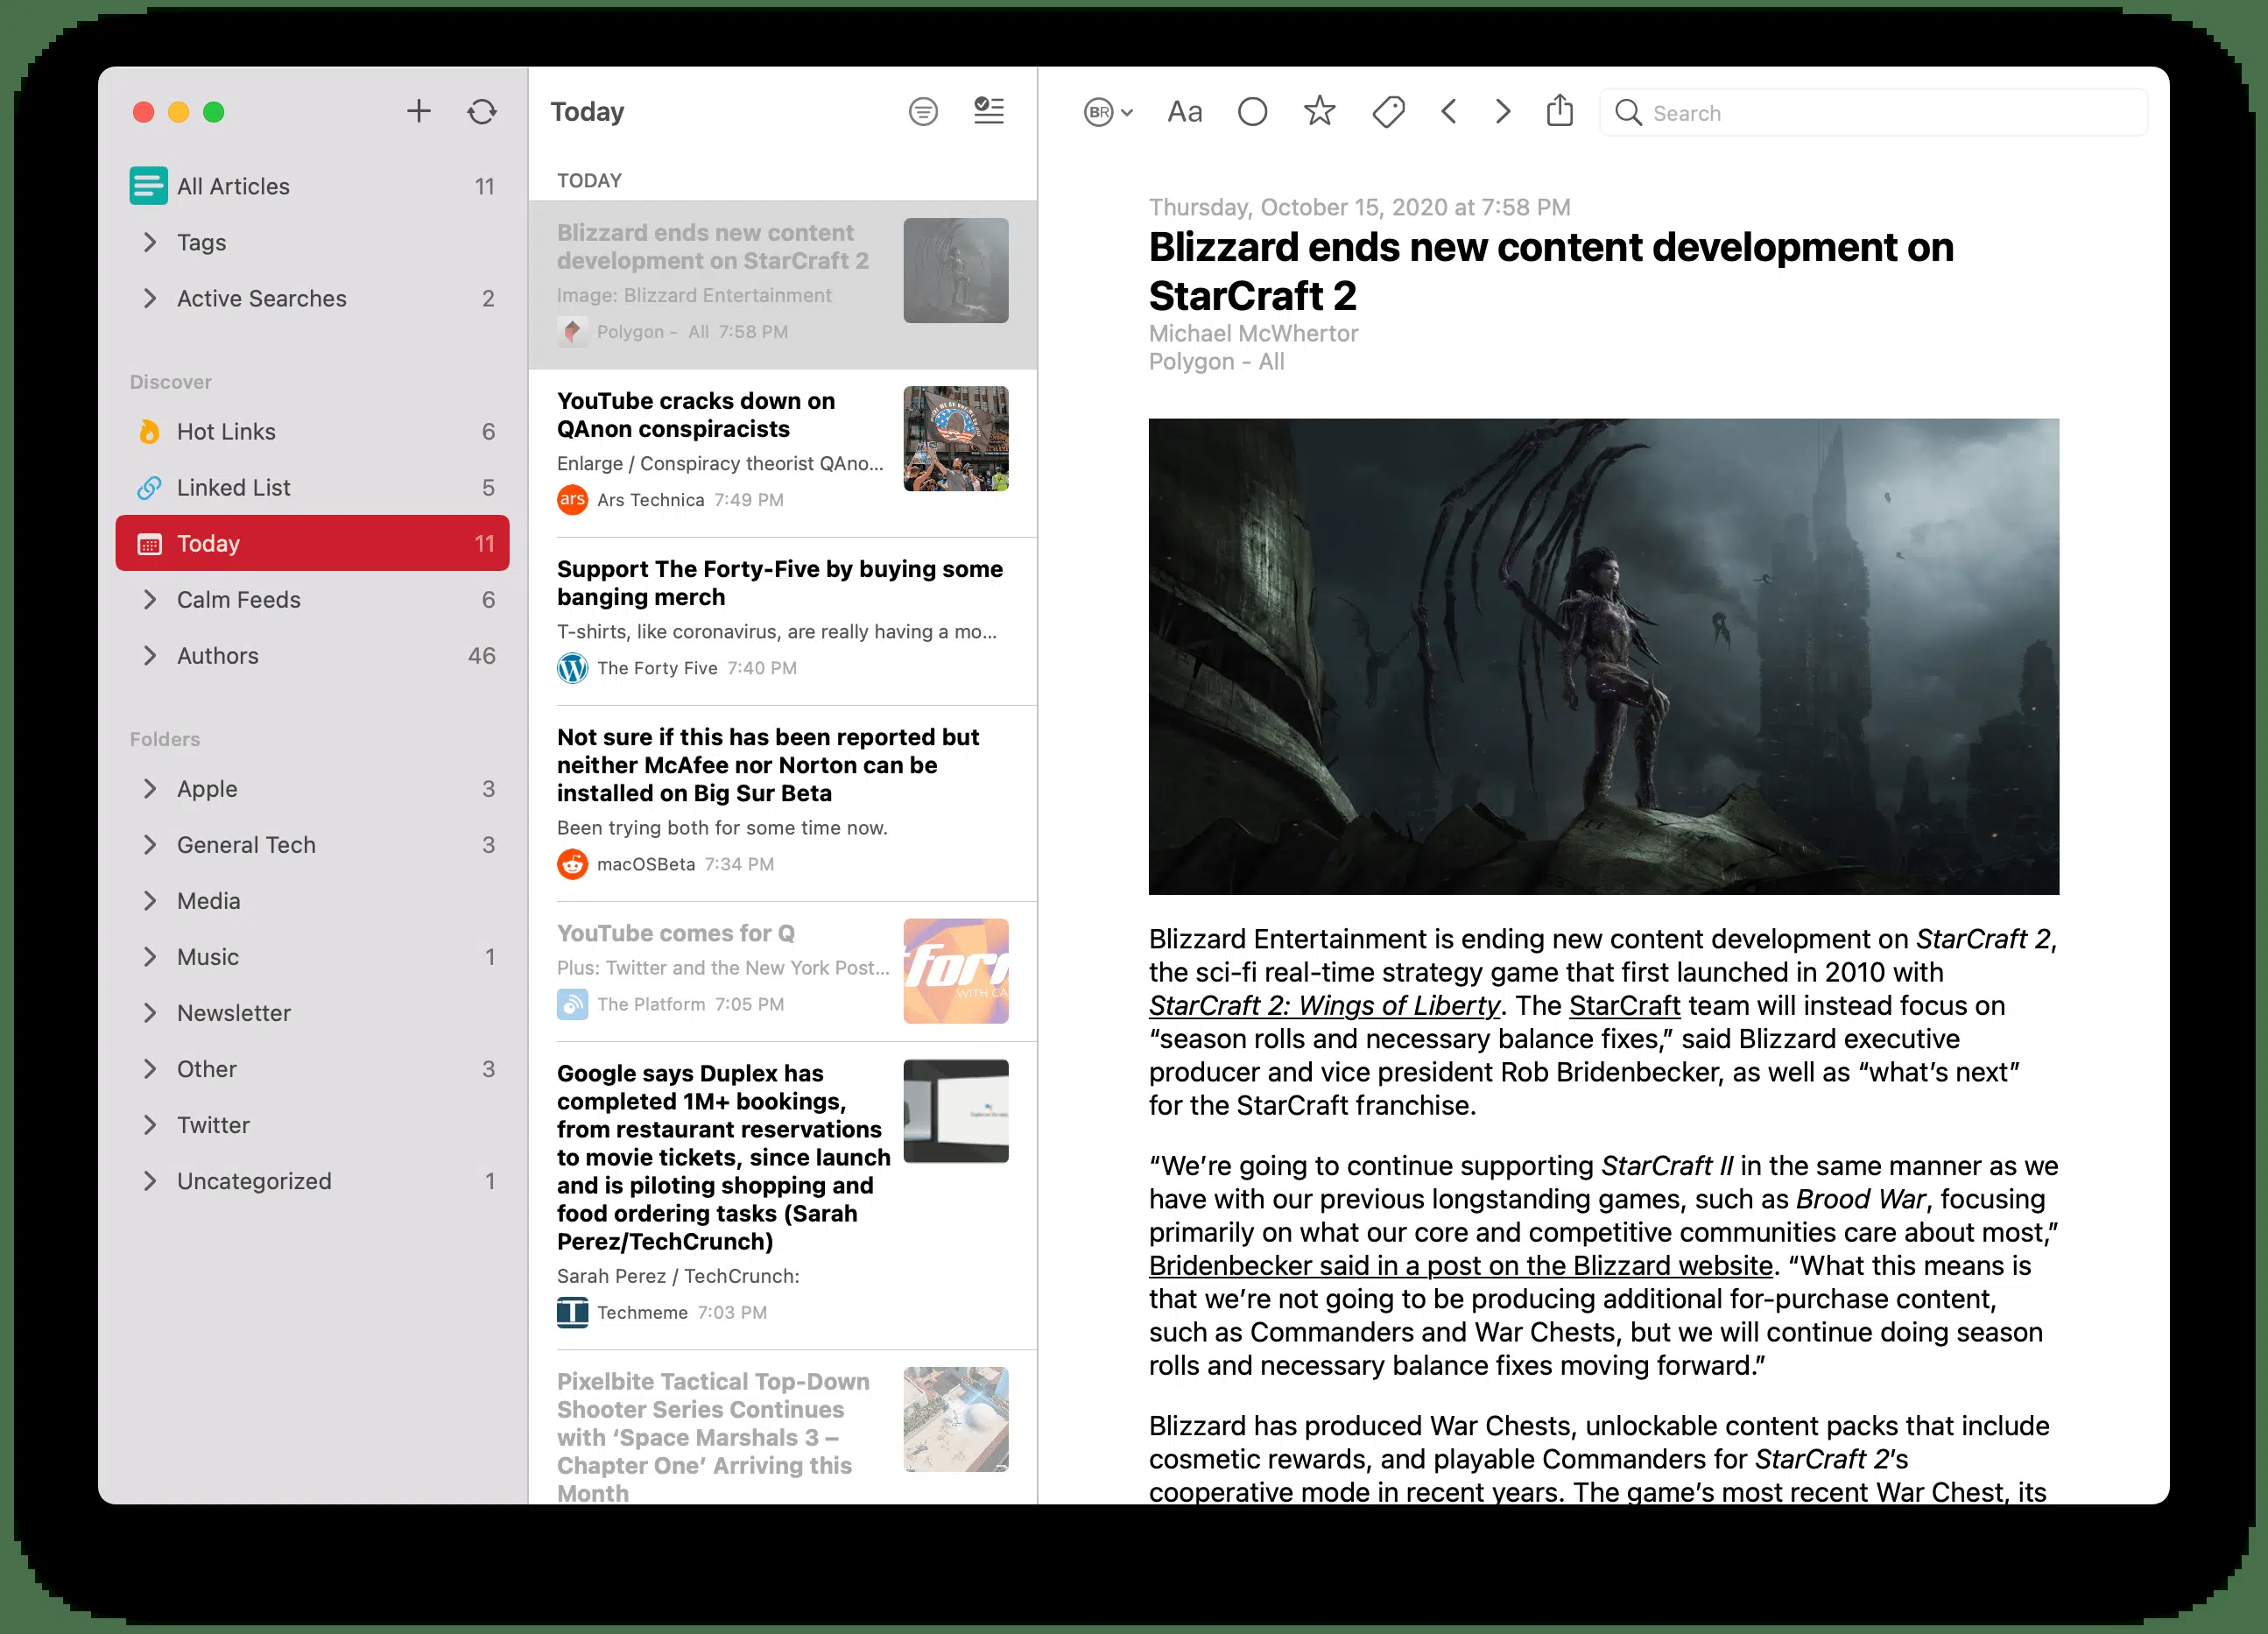 All Articles 11
Tags
Active Searches 2
Discover
Hot Links 6
Linked List 5
Today 11
Calm Feeds 6
Authors 46
Folders
Apple 3
General Tech 3
Media
Music 1
Newsletter
Other 3
Twitter
Uncategorized 1
Today
TODAY
Blizzard ends new content
development on StarCraft 2
Image: Blizzard Entertainment
Polygon - All 7:58 PM
YouTube cracks down on
QAnon conspiracists
Enlarge / Conspiracy theorist QAno...
ars Ars Technica 7:49 PM
Support The Forty-Five by buying some
banging merch
T-shirts, like coronavirus, are really having a mo...
The Forty Five 7:40 PM
Not sure if this has been reported but
neither McAfee nor Norton can be
installed on Big Sur Beta
Been trying both for some time now.
macOSBeta 7:34 PM
YouTube comes for Q
Plus: Twitter and the New York Post...
The Platform 7:05 PM
form
WITH CA
Google says Duplex has
completed 1M+ bookings,
from restaurant reservations
to movie tickets, since launch
and is piloting shopping and
food ordering tasks (Sarah
Perez/TechCrunch)
Sarah Perez / TechCrunch:
Techmeme 7:03 PM
Pixelbite Tactical Top-Down
Shooter Series Continues
with ‘Space Marshals 3 –
Chapter One’ Arriving this
Month
BR Aa Search
Thursday, October 15, 2020 at 7:58 PM
Blizzard ends new content development on
StarCraft 2
Michael McWhertor
Polygon - All
Blizzard Entertainment is ending new content development on StarCraft 2,
the sci-fi real-time strategy game that first launched in 2010 with
StarCraft 2: Wings of Liberty. The StarCraft team will instead focus on
“season rolls and necessary balance fixes,” said Blizzard executive
producer and vice president Rob Bridenbecker, as well as “what’s next”
for the StarCraft franchise.
“We’re going to continue supporting StarCraft II in the same manner as we
have with our previous longstanding games, such as Brood War, focusing
primarily on what our core and competitive communities care about most,”
Bridenbecker said in a post on the Blizzard website. “What this means is
that we’re not going to be producing additional for-purchase content,
such as Commanders and War Chests, but we will continue doing season
rolls and necessary balance fixes moving forward.”
Blizzard has produced War Chests, unlockable content packs that include
cosmetic rewards, and playable Commanders for StarCraft 2’s
cooperative mode in recent years. The game’s most recent War Chest, its